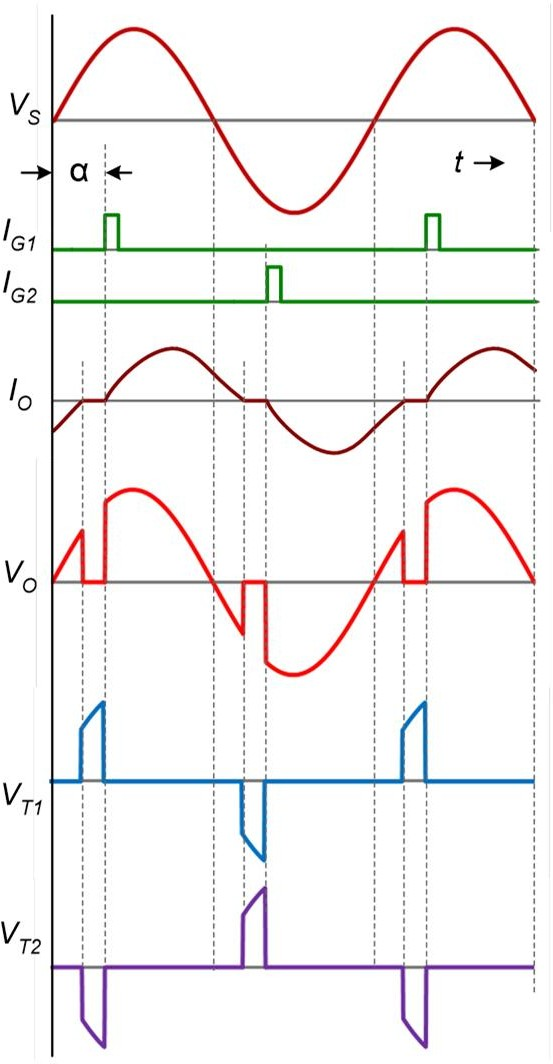 V_S
α
t →
I_G1
I_G2
I_O
V_O
V_T1
V_T2